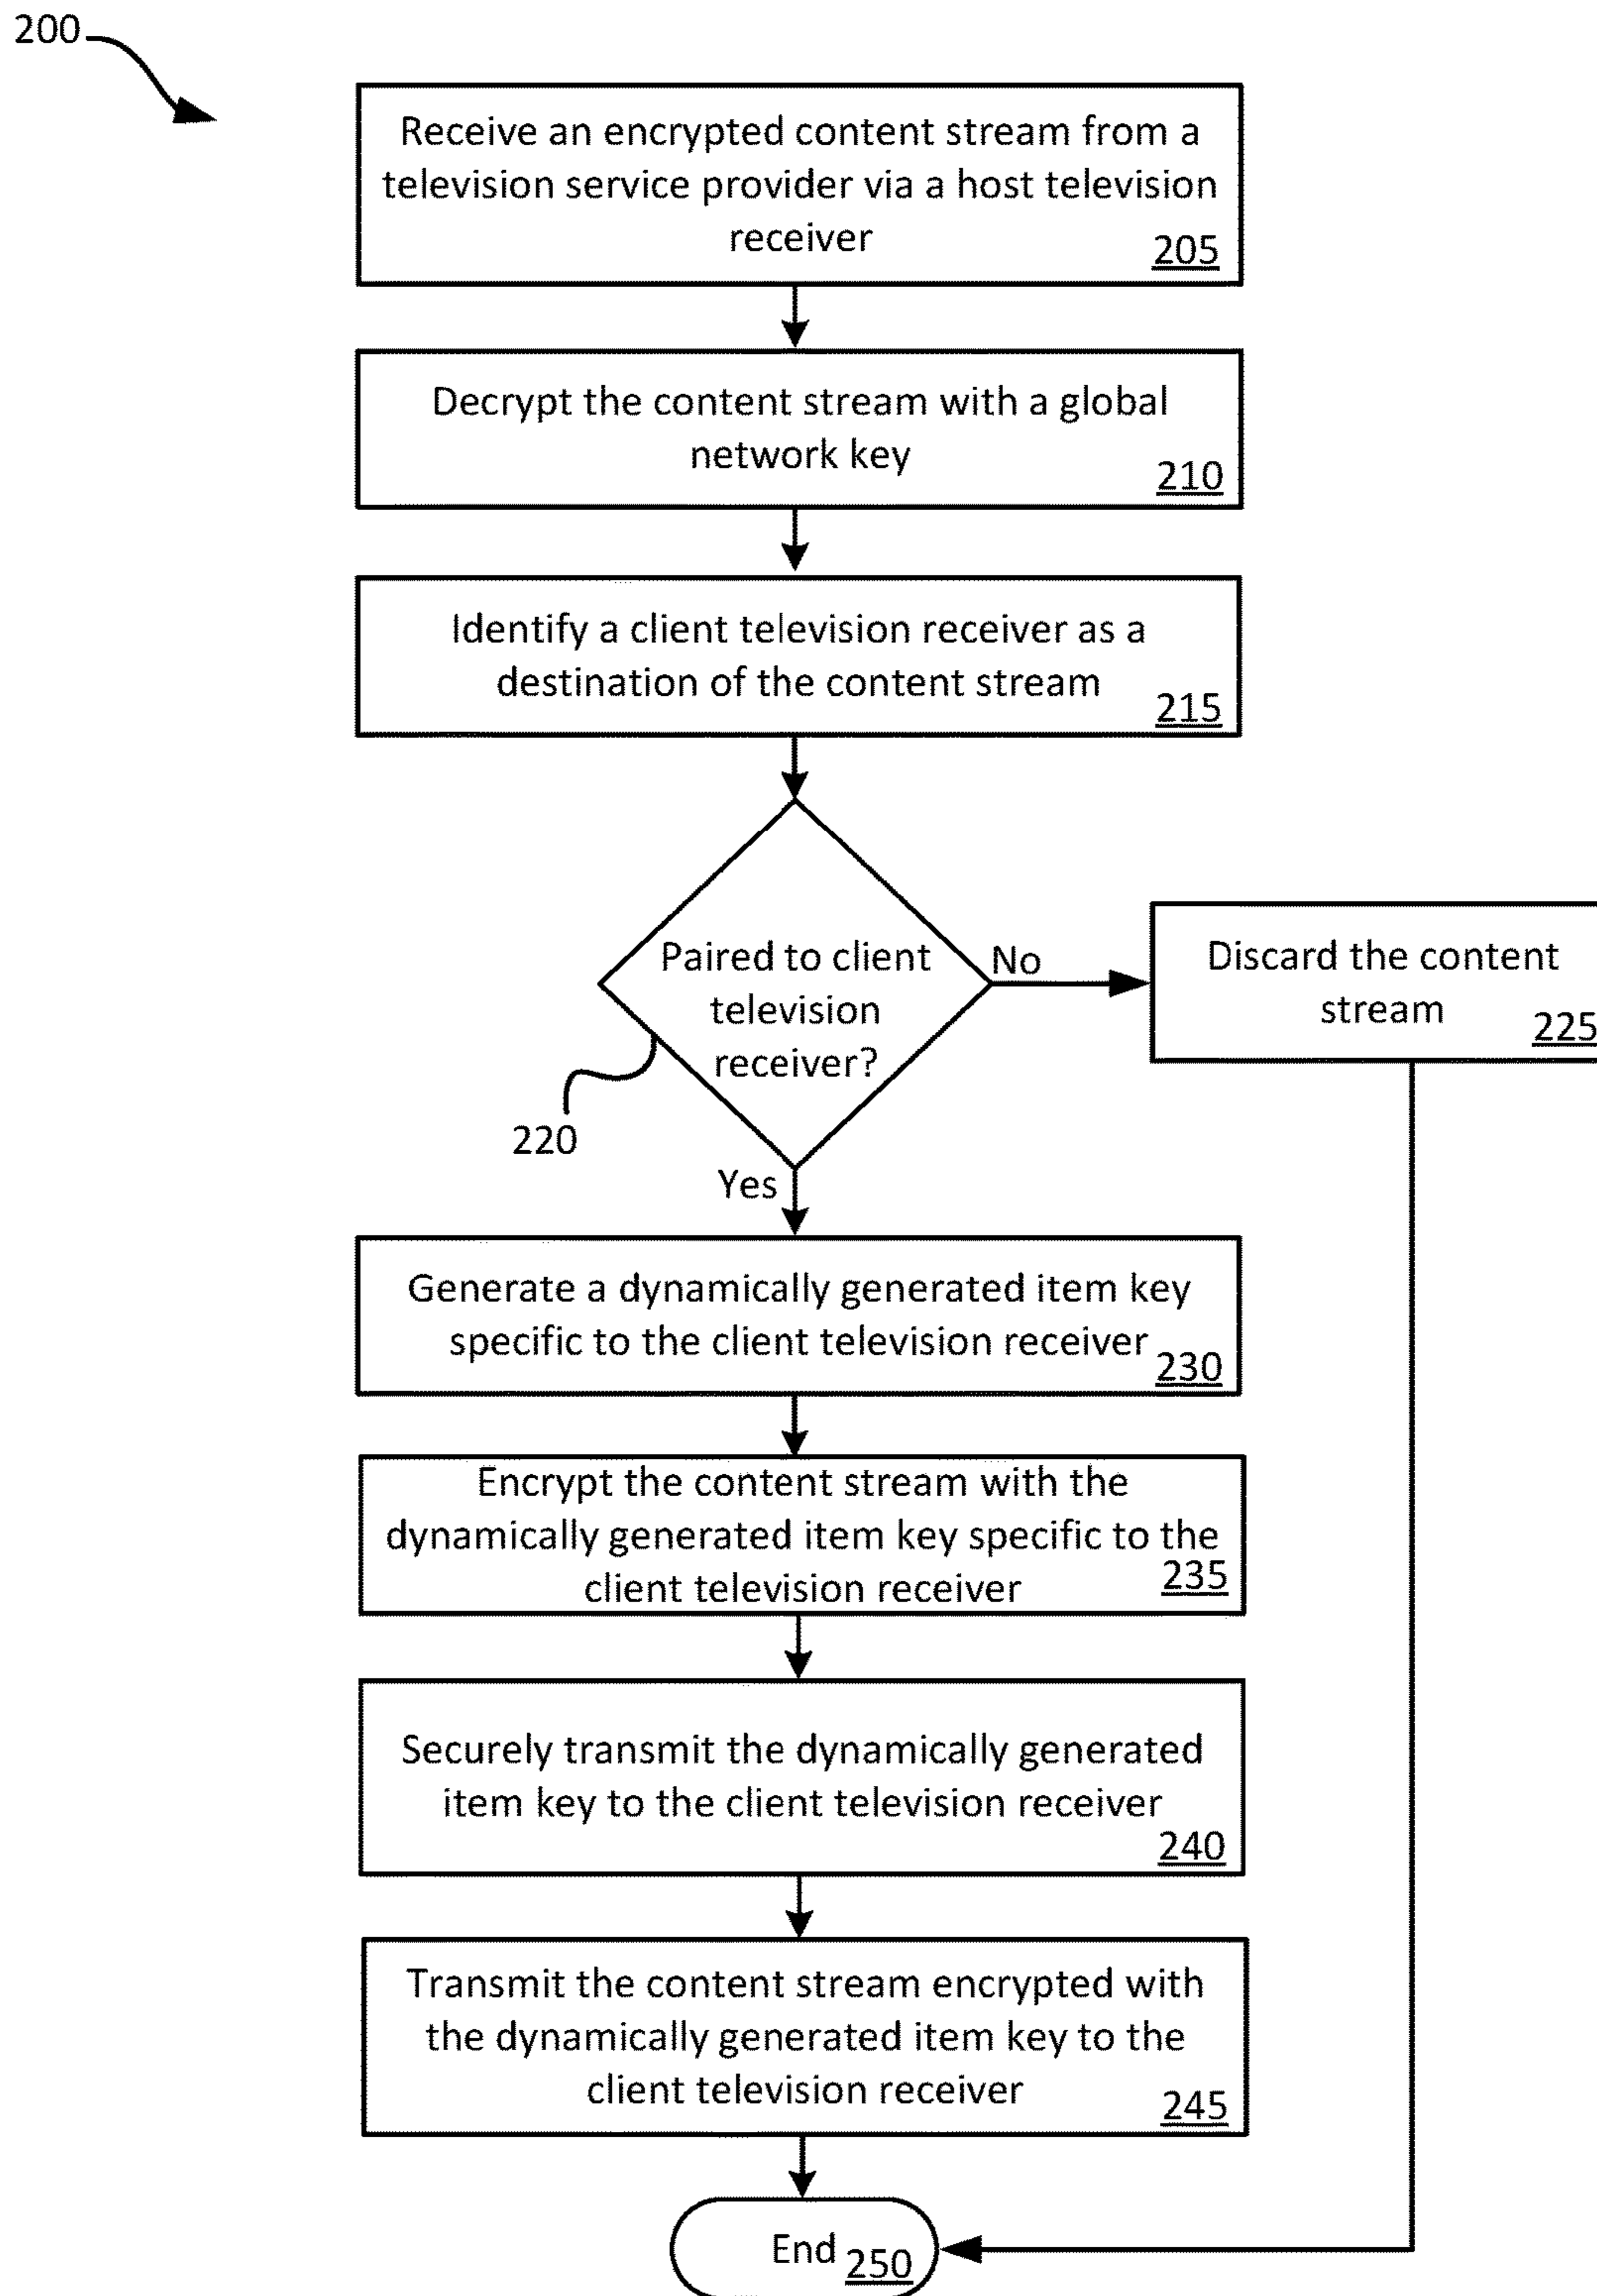 200
Receive an encrypted content stream from a
television service provider via a host television
receiver
205
Decrypt the content stream with a global
network key
210
Identify a client television receiver as a
destination of the content stream
215
Paired to client
television
receiver?
No
Discard the content
stream
225
220
Yes
Generate a dynamically generated item key
specific to the client television receiver
230
Encrypt the content stream with the
dynamically generated item key specific to the
client television receiver
235
Securely transmit the dynamically generated
item key to the client television receiver
240
Transmit the content stream encrypted with
the dynamically generated item key to the
client television receiver
245
End
250